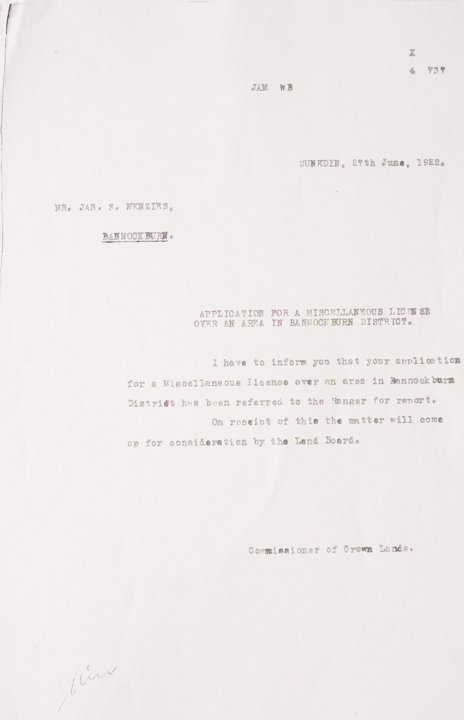 X
4 737
JAM WB
DUNEDIN, 27th June, 1922.
MR. JAS. S. MENZIES,
BANNOCKBURN.
APPLICATION FOR A MISCELLANEOUS LICENSE
OVER AN AREA IN BANNOCKBURN DISTRICT.
I have to inform you that your application
for a Miscellaneous License over an area in Bannockburn
District has been referred to the Ranger for report.
On receipt of this the matter will come
up for consideration by the Land Board.
Commissioner of Crown Lands.